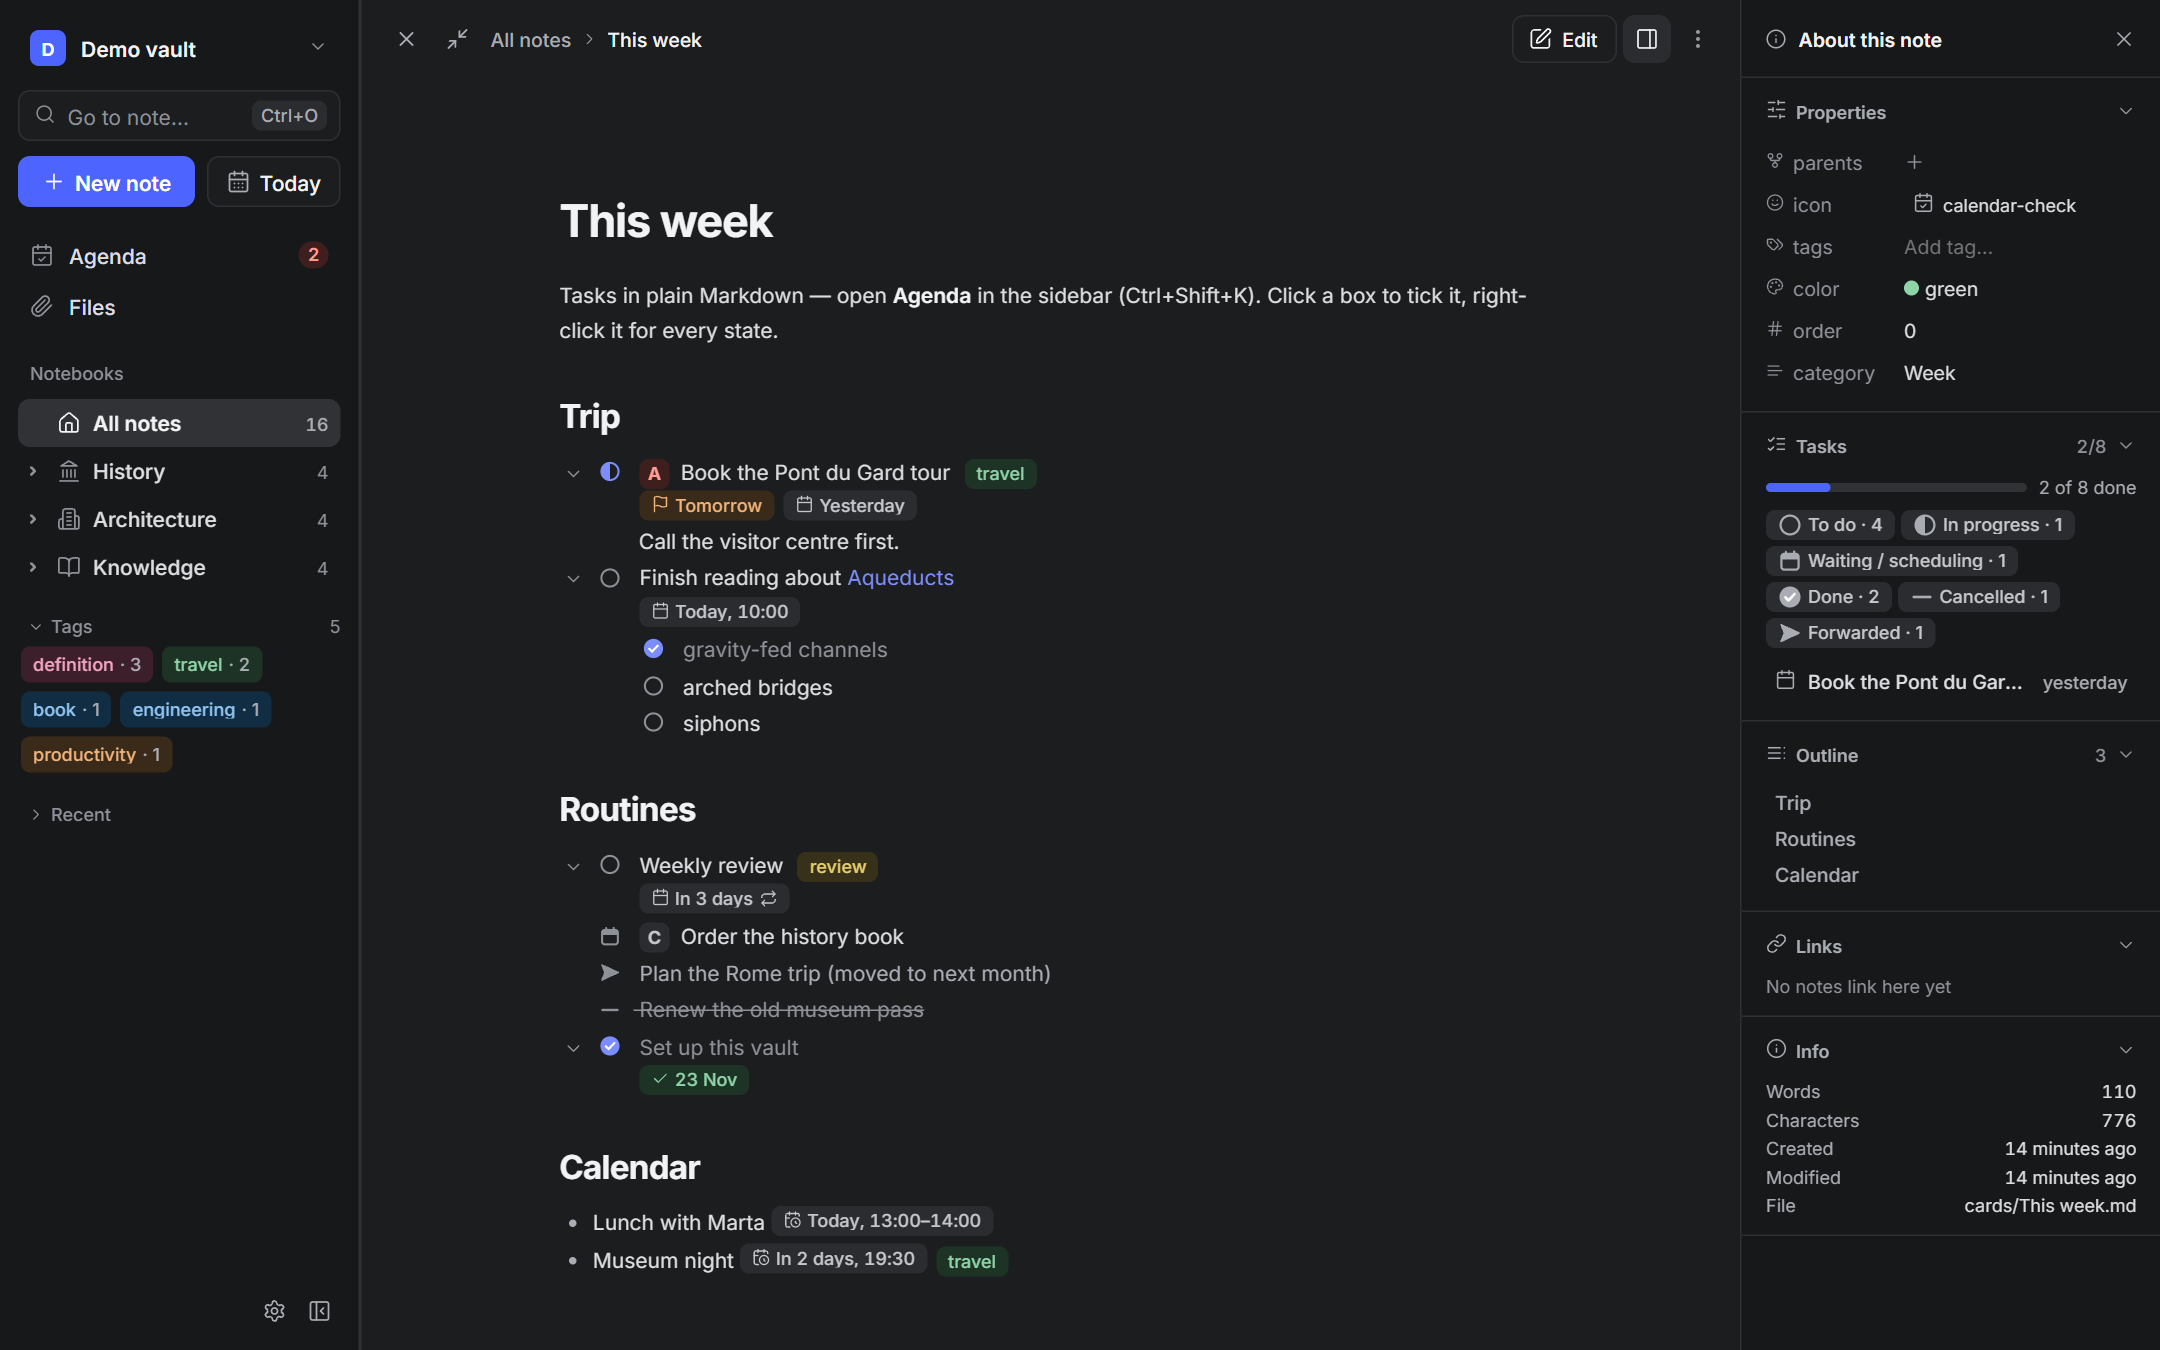 D Demo vault
Go to note... Ctrl+O
New note Today
Agenda 2
Files
Notebooks
All notes 16
History 4
Architecture 4
Knowledge 4
Tags 5
definition · 3 travel · 2
book · 1 engineering · 1
productivity · 1
Recent
All notes > This week
Edit
This week
Tasks in plain Markdown — open Agenda in the sidebar (Ctrl+Shift+K). Click a box to tick it, right-
click it for every state.
Trip
A Book the Pont du Gard tour travel
Tomorrow Yesterday
Call the visitor centre first.
Finish reading about Aqueducts
Today, 10:00
gravity-fed channels
arched bridges
siphons
Routines
Weekly review review
In 3 days
C Order the history book
Plan the Rome trip (moved to next month)
Renew the old museum pass
Set up this vault
23 Nov
Calendar
Lunch with Marta Today, 13:00–14:00
Museum night In 2 days, 19:30 travel
About this note
Properties
parents
icon calendar-check
tags Add tag...
color green
order 0
category Week
Tasks 2/8
2 of 8 done
To do · 4 In progress · 1
Waiting / scheduling · 1
Done · 2 Cancelled · 1
Forwarded · 1
Book the Pont du Gar... yesterday
Outline 3
Trip
Routines
Calendar
Links
No notes link here yet
Info
Words 110
Characters 776
Created 14 minutes ago
Modified 14 minutes ago
File cards/This week.md